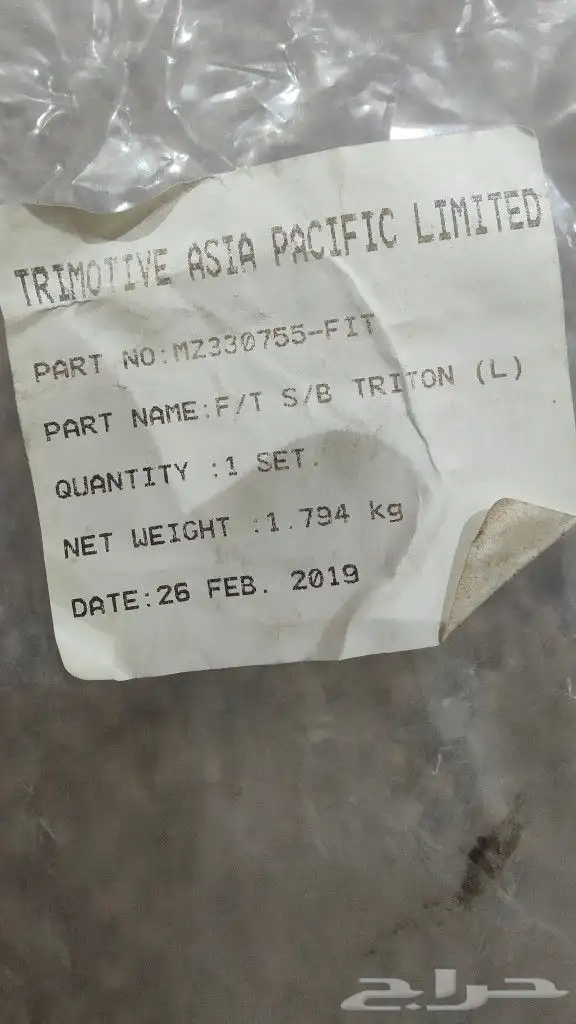 TRIMOTIVE ASIA PACIFIC LIMITED
PART NO:MZ330755-FIT
PART NAME:F/T S/B TRITON (L)
QUANTITY :1 SET.
NET WEIGHT :1.794 kg
DATE:26 FEB. 2019
حراج